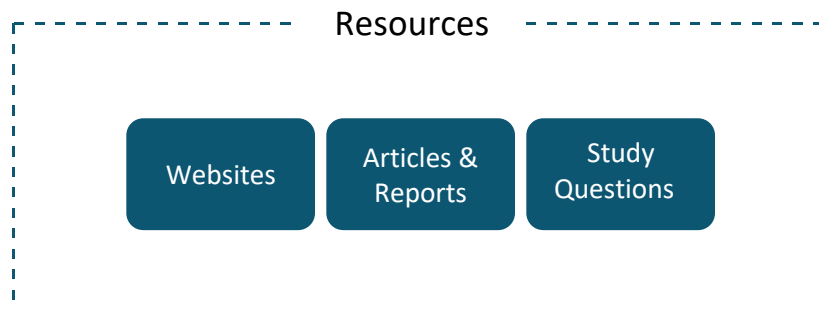 Resources
Websites
Articles &
Reports
Study
Questions